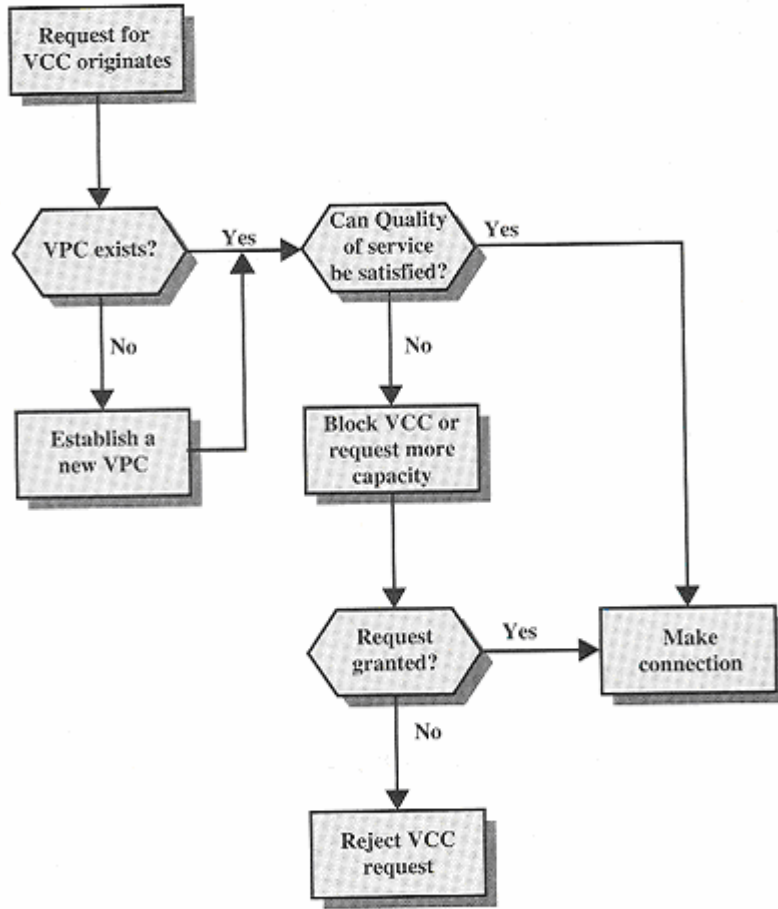 Request for
VCC originates
VPC exists?
Yes
Can Quality
of service
be satisfied?
Yes
No
No
Establish a
new VPC
Block VCC or
request more
capacity
Request
granted?
Yes
Make
connection
No
Reject VCC
request